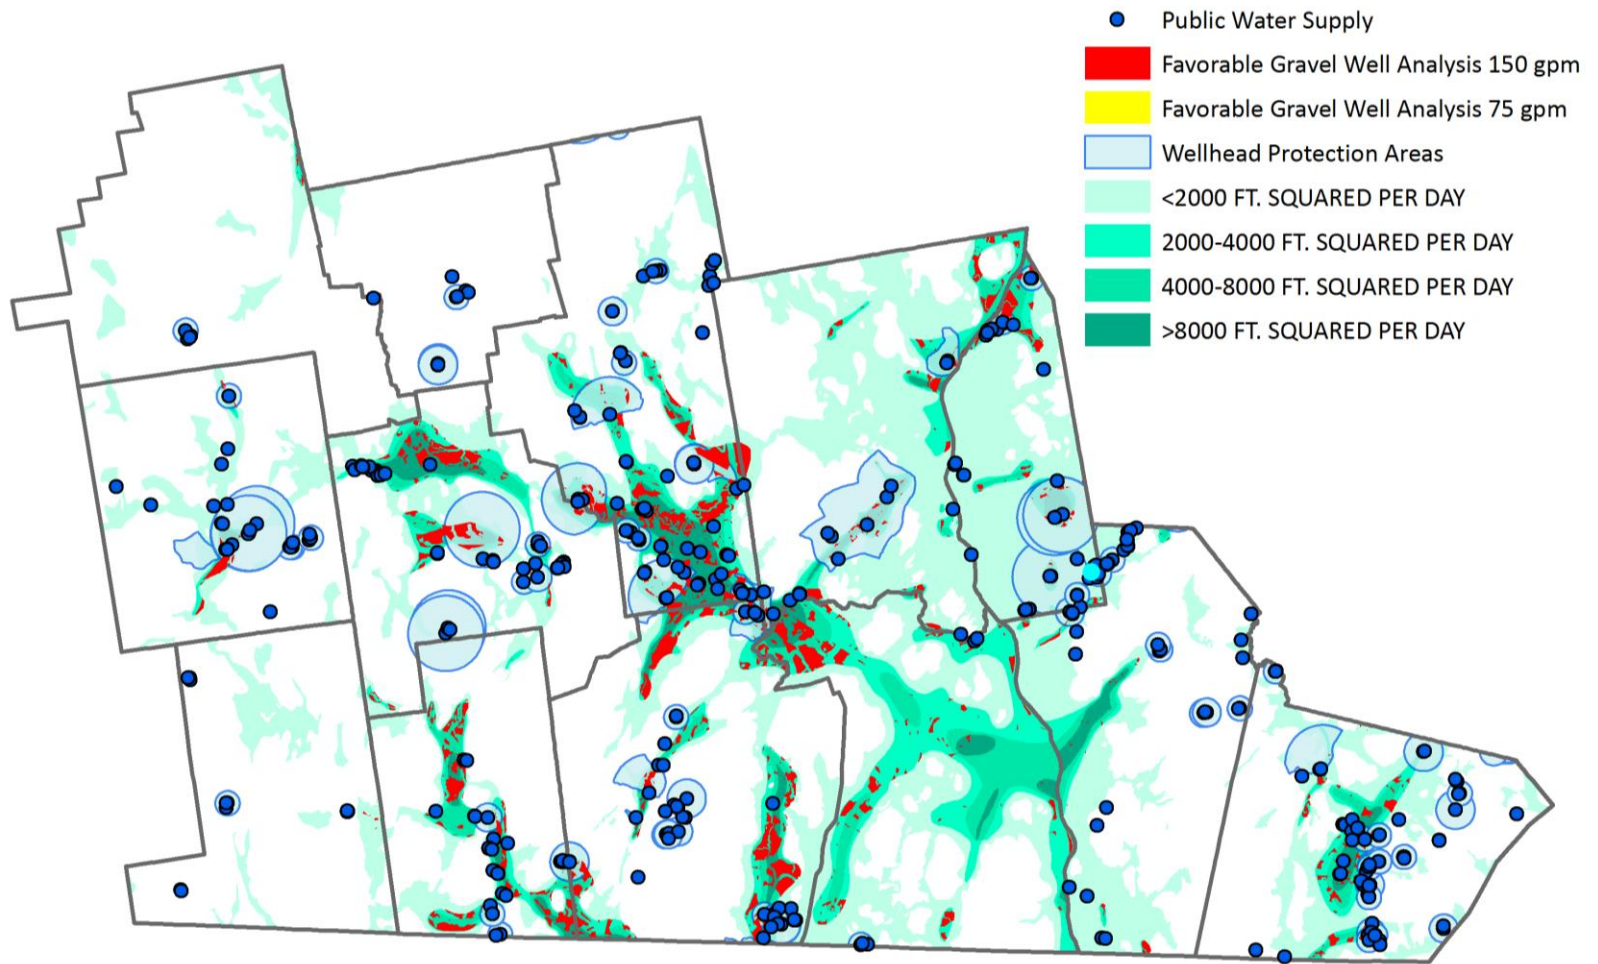 Public Water Supply
Favorable Gravel Well Analysis 150 gpm
Favorable Gravel Well Analysis 75 gpm
Wellhead Protection Areas
<2000 FT. SQUARED PER DAY
2000-4000 FT. SQUARED PER DAY
4000-8000 FT. SQUARED PER DAY
>8000 FT. SQUARED PER DAY